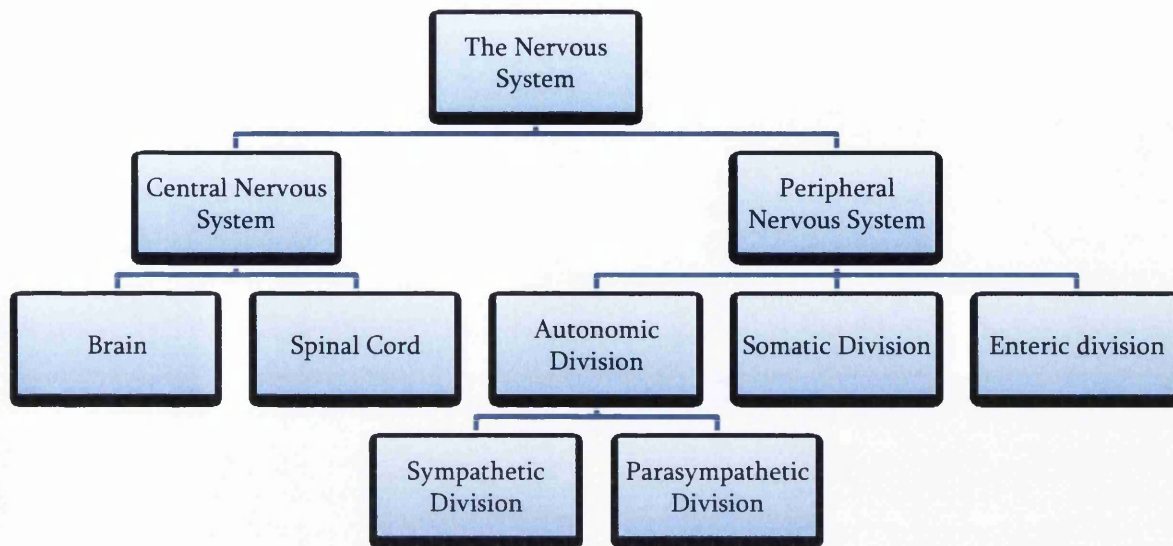 The Nervous
System
Central Nervous
System
Peripheral
Nervous System
Brain
Spinal Cord
Autonomic
Division
Somatic Division
Enteric division
Sympathetic
Division
Parasympathetic
Division